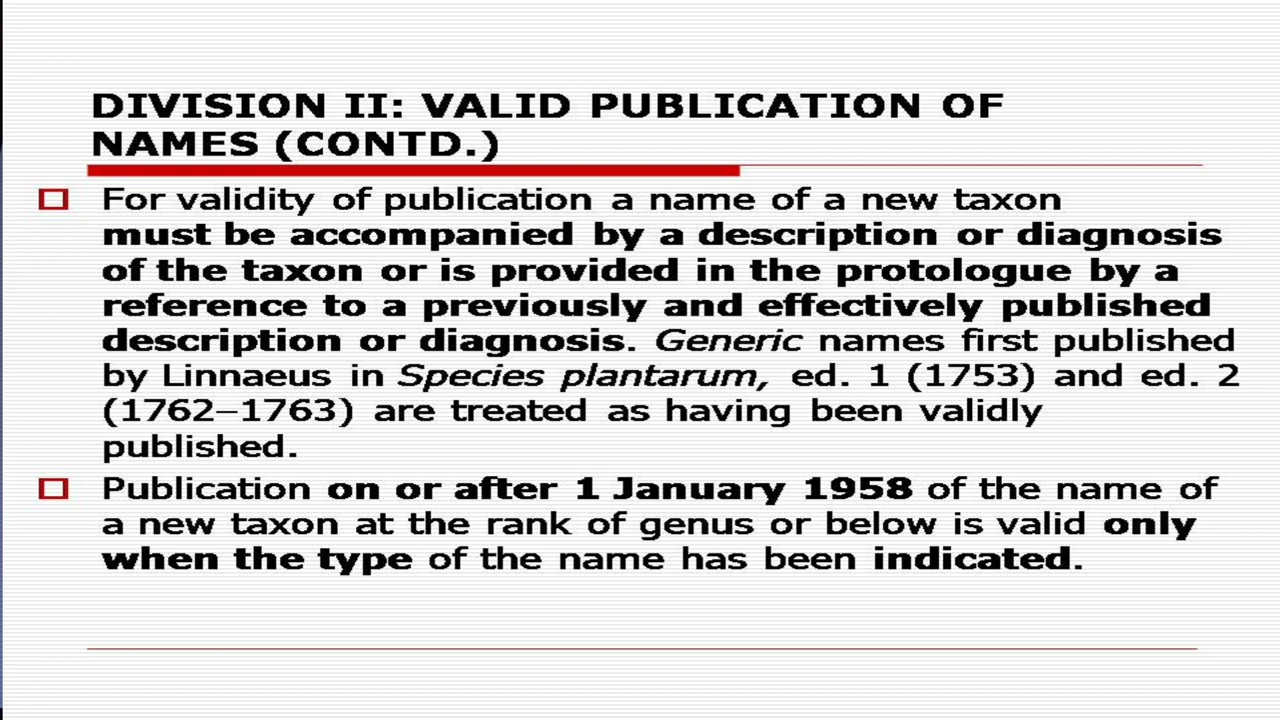 DIVISION II: VALID PUBLICATION OF
NAMES (CONTD.)
For validity of publication a name of a new taxon
must be accompanied by a description or diagnosis
of the taxon or is provided in the protologue by a
reference to a previously and effectively published
description or diagnosis. Generic names first published
by Linnaeus in Species plantarum, ed. 1 (1753) and ed. 2
(1762–1763) are treated as having been validly
published.
Publication on or after 1 January 1958 of the name of
a new taxon at the rank of genus or below is valid only
when the type of the name has been indicated.